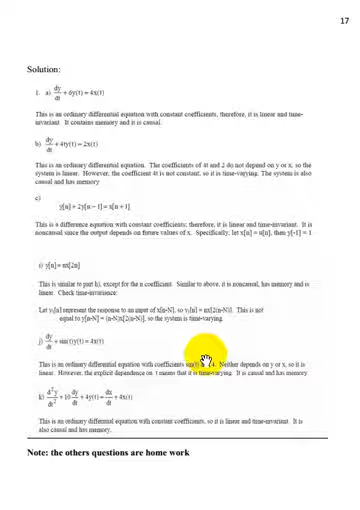 17
Solution:
1. a) dy/dt + 6y(t) = 4x(t)
This is an ordinary differential equation with constant coefficients, therefore, it is linear and time-
invariant. It contains memory and it is causal.
b) dy/dt + 4ty(t) = 2x(t)
This is an ordinary differential equation. The coefficients of 4t and 2 do not depend on y or x, so the
system is linear. However, the coefficient 4t is not constant, so it is time-varying. The system is also
causal and has memory
c)
y[n] + 2y[n − 1] = x[n + 1]
This is a difference equation with constant coefficients; therefore, it is linear and time-invariant. It is
noncausal since the output depends on future values of x. Specifically, let x[n] = u[n], then y[-1] = 1
i) y[n] = nx[2n]
This is similar to part h), except for the n coefficient. Similar to above, it is noncausal, has memory and is
linear. Check time-invariance:
Let y₁[n] represent the response to an input of x[n-N], so y₁[n] = nx[2(n-N)]. This is not
equal to y[n-N] = (n-N)x[2(n-N)], so the system is time-varying.
j) dy/dt + sin(t)y(t) = 4x(t)
This is an ordinary differential equation with coefficients sin(t) 4. Neither depends on y or x, so it is
linear. However, the explicit dependence on t means that it is time-varying. It is causal and has memory.
k) d²y/dt² + 10 dy/dt + 4y(t) = dx/dt + 4x(t)
This is an ordinary differential equation with constant coefficients, so it is linear and time-invariant. It is
also causal and has memory.
Note: the others questions are home work